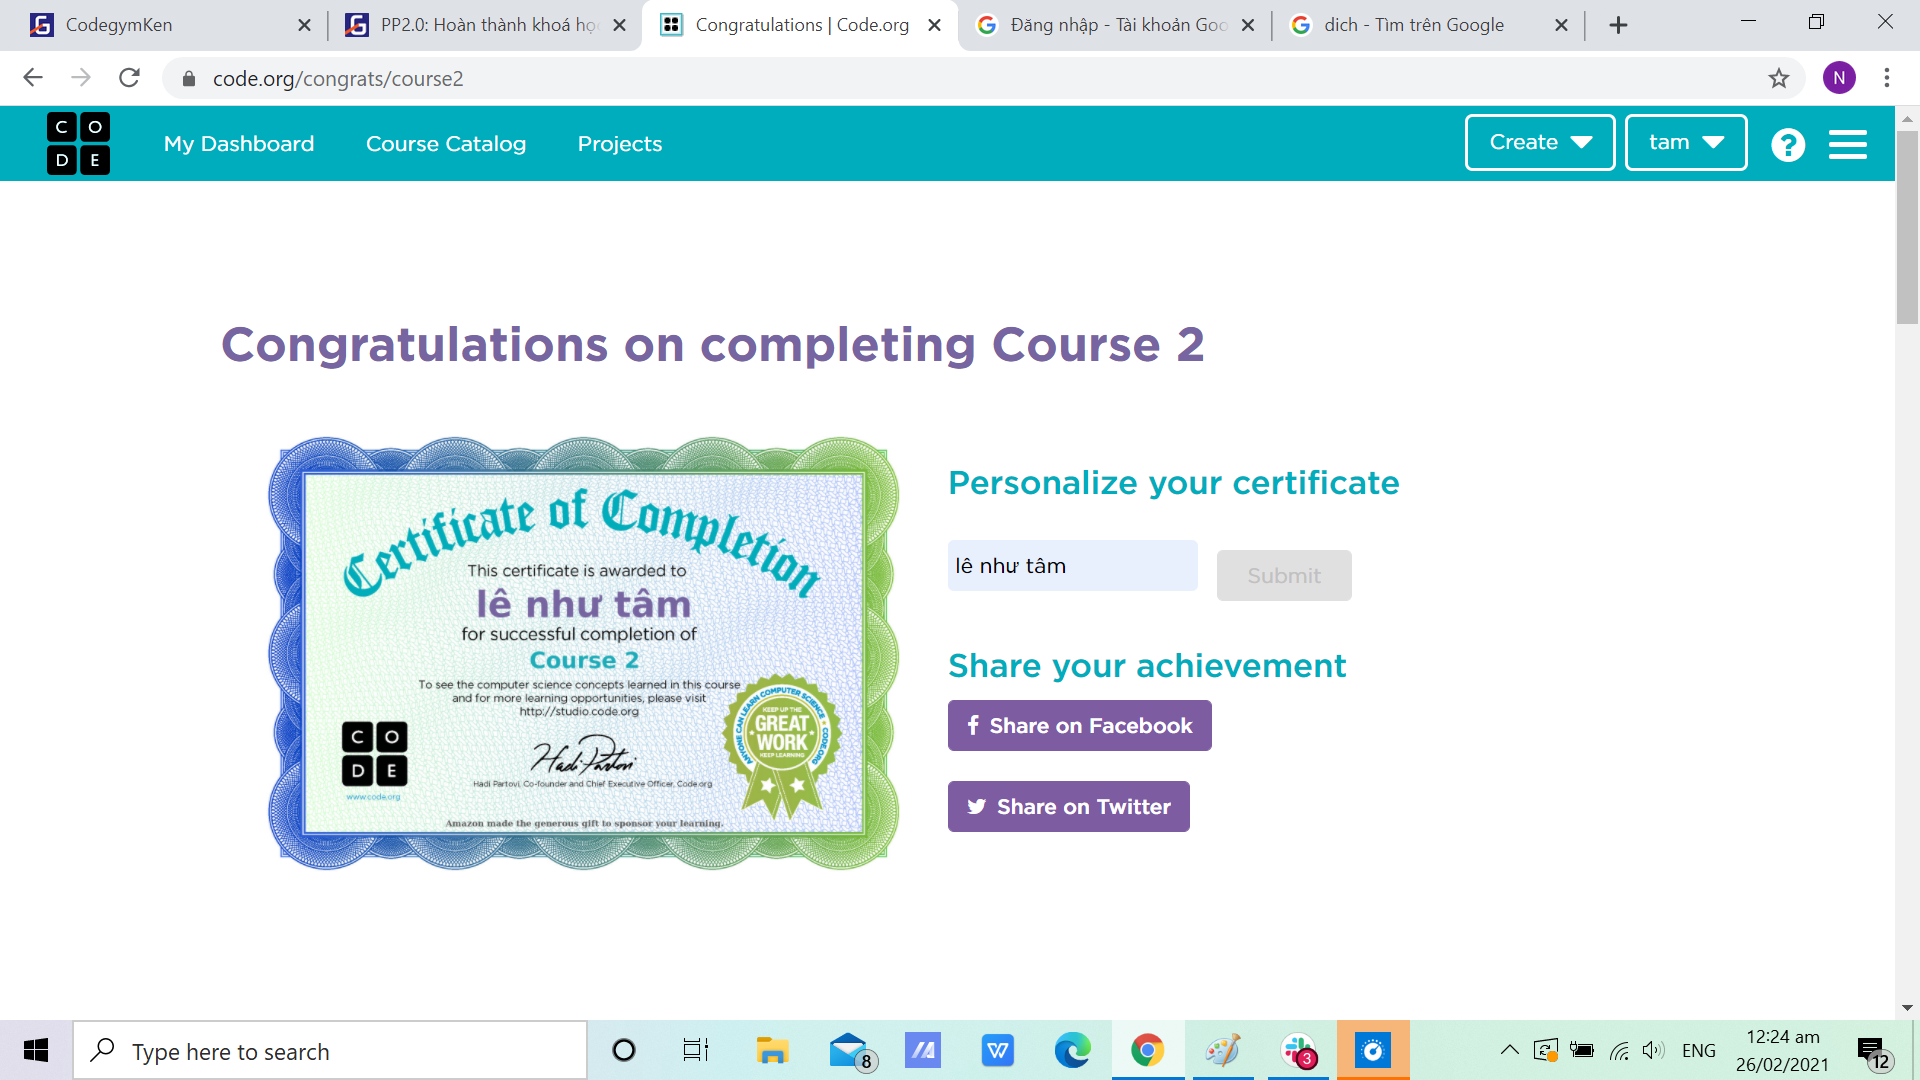 CodegymKen
PP2.0: Hoàn thành khoá họ
Congratulations | Code.org
Đăng nhập - Tài khoản Goo
dich - Tìm trên Google
code.org/congrats/course2
N
C O
D E
My Dashboard
Course Catalog
Projects
Create
tam
?
Congratulations on completing Course 2
Certificate of Completion
This certificate is awarded to
lê như tâm
for successful completion of
Course 2
To see the computer science concepts learned in this course
and for more learning opportunities, please visit
http://studio.code.org
C O
D E
www.code.org
Hadi Partovi
Hadi Partovi, Co-founder and Chief Executive Officer, Code.org
ANYONE CAN LEARN COMPUTER SCIENCE
CODE.ORG
KEEP UP THE
GREAT
WORK
KEEP LEARNING
Amazon made the generous gift to sponsor your learning.
Personalize your certificate
lê như tâm
Submit
Share your achievement
f Share on Facebook
Share on Twitter
Type here to search
8
W
3
ENG
12:24 am
26/02/2021
12